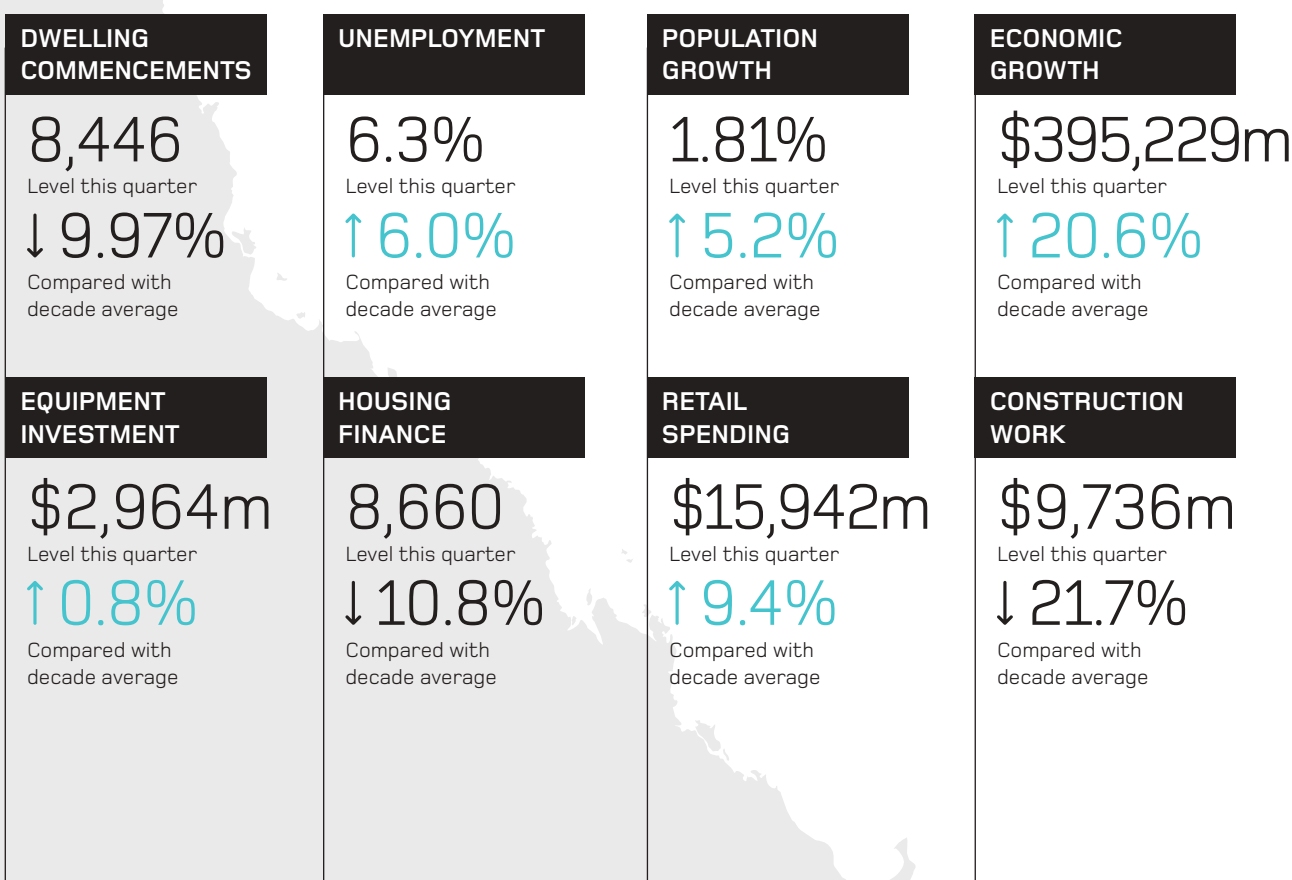 DWELLING
COMMENCEMENTS
8,446
Level this quarter
↓ 9.97%
Compared with
decade average
UNEMPLOYMENT
6.3%
Level this quarter
↑ 6.0%
Compared with
decade average
POPULATION
GROWTH
1.81%
Level this quarter
↑ 5.2%
Compared with
decade average
ECONOMIC
GROWTH
$395,229m
Level this quarter
↑ 20.6%
Compared with
decade average
EQUIPMENT
INVESTMENT
$2,964m
Level this quarter
↑ 0.8%
Compared with
decade average
HOUSING
FINANCE
8,660
Level this quarter
↓ 10.8%
Compared with
decade average
RETAIL
SPENDING
$15,942m
Level this quarter
↑ 9.4%
Compared with
decade average
CONSTRUCTION
WORK
$9,736m
Level this quarter
↓ 21.7%
Compared with
decade average